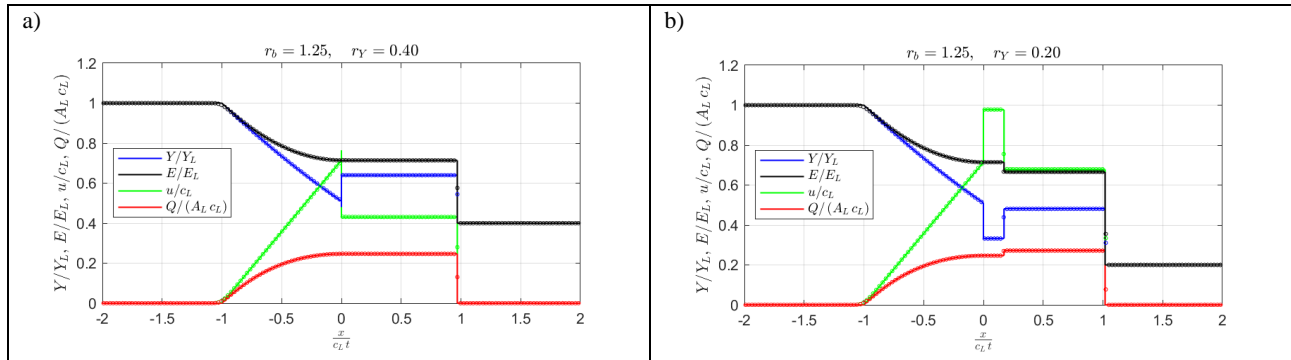 a)
r_b = 1.25, r_Y = 0.40
Y/Y_L, E/E_L, u/c_L, Q/(A_L c_L)
1.2
1
0.8
0.6
0.4
0.2
0
Y/Y_L
E/E_L
u/c_L
Q/(A_L c_L)
-2 -1.5 -1 -0.5 0 0.5 1 1.5 2
x
c_L t
b)
r_b = 1.25, r_Y = 0.20
Y/Y_L, E/E_L, u/c_L, Q/(A_L c_L)
1.2
1
0.8
0.6
0.4
0.2
0
Y/Y_L
E/E_L
u/c_L
Q/(A_L c_L)
-2 -1.5 -1 -0.5 0 0.5 1 1.5 2
x
c_L t